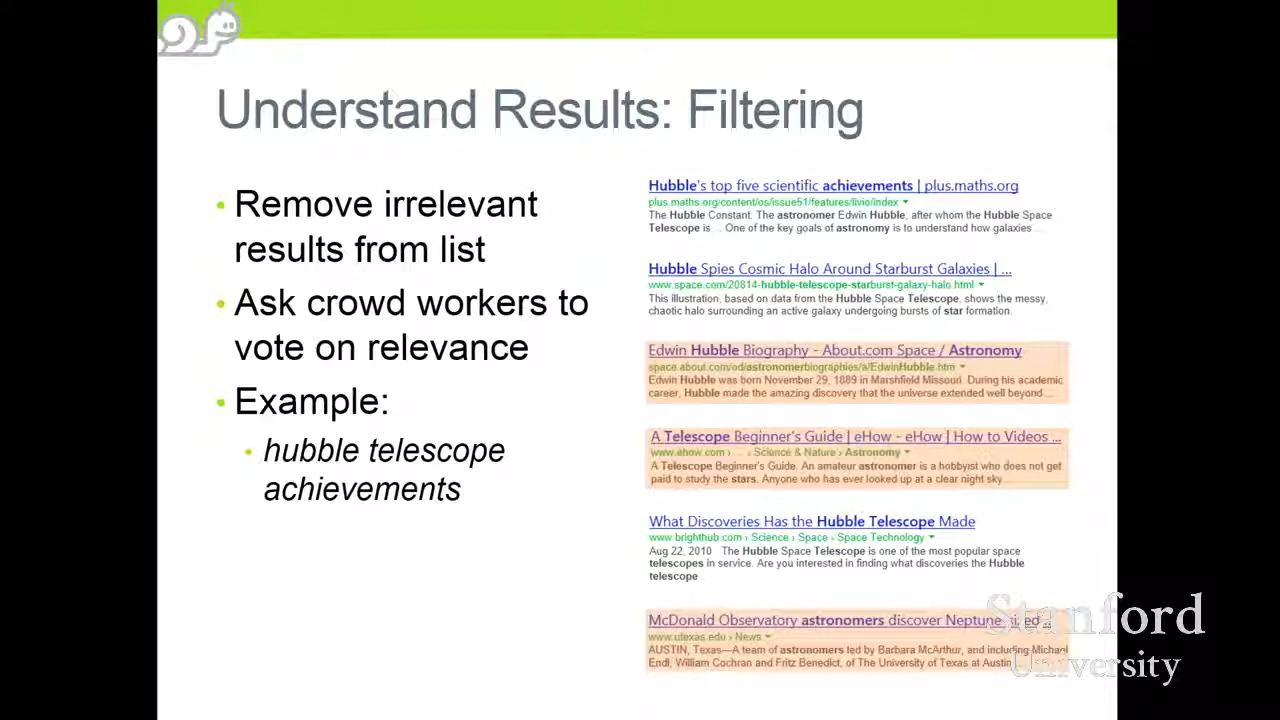 Understand Results: Filtering
• Remove irrelevant
results from list
• Ask crowd workers to
vote on relevance
• Example:
• hubble telescope
achievements
Hubble's top five scientific achievements | plus.maths.org
plus.maths.org/content/os/issue51/features/livio/index
The Hubble Constant. The astronomer Edwin Hubble, after whom the Hubble Space
Telescope is ... One of the key goals of astronomy is to understand how galaxies ...
Hubble Spies Cosmic Halo Around Starburst Galaxies | ...
www.space.com/20814-hubble-telescope-starburst-galaxy-halo.html
This illustration, based on data from the Hubble Space Telescope, shows the messy,
chaotic halo surrounding an active galaxy undergoing bursts of star formation.
Edwin Hubble Biography - About.com Space / Astronomy
space.about.com/od/astronomerbiographies/a/EdwinHubble.htm
Edwin Hubble was born November 29, 1889 in Marshfield Missouri. During his academic
career, Hubble made the amazing discovery that the universe extended well beyond ...
A Telescope Beginner's Guide | eHow - eHow | How to Videos ...
www.ehow.com › ... › Science & Nature › Astronomy
A Telescope Beginner's Guide. An amateur astronomer is a hobbyist who does not get
paid to study the stars. Anyone who has ever looked up at a clear night sky ...
What Discoveries Has the Hubble Telescope Made
www.brighthub.com › Science › Space › Space Technology
Aug 22, 2010 The Hubble Space Telescope is one of the most popular space
telescopes in service. Are you interested in finding what discoveries the Hubble
telescope
McDonald Observatory astronomers discover Neptune-sized
www.utexas.edu › News
AUSTIN, Texas—A team of astronomers led by Barbara McArthur, and including Michael
Endl, William Cochran and Fritz Benedict, of The University of Texas at Austin
Stanford
University